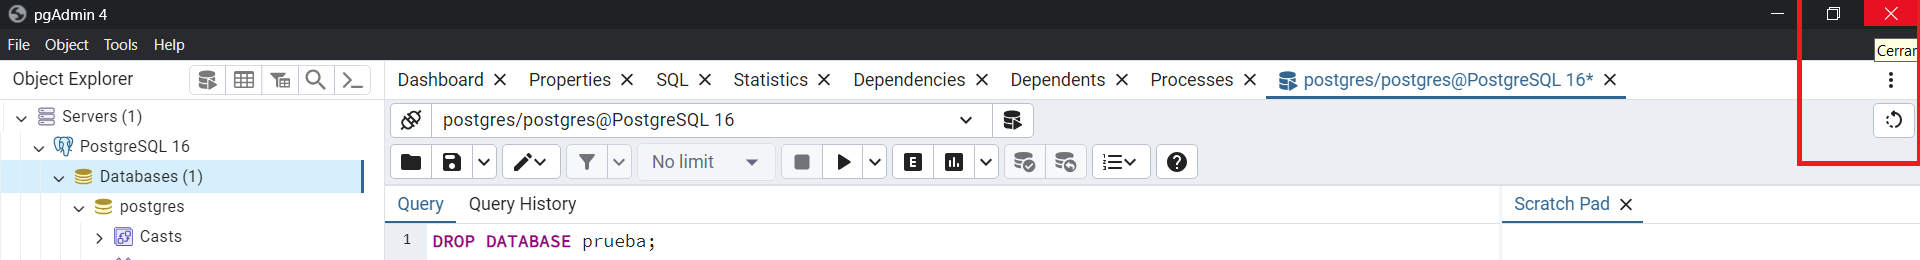 pgAdmin 4
File Object Tools Help
Cerrar
Object Explorer
Dashboard Properties SQL Statistics Dependencies Dependents Processes postgres/postgres@PostgreSQL 16*
Servers (1)
postgres/postgres@PostgreSQL 16
PostgreSQL 16
No limit
E
Databases (1)
postgres
Query Query History
Scratch Pad
Casts
1 DROP DATABASE prueba;